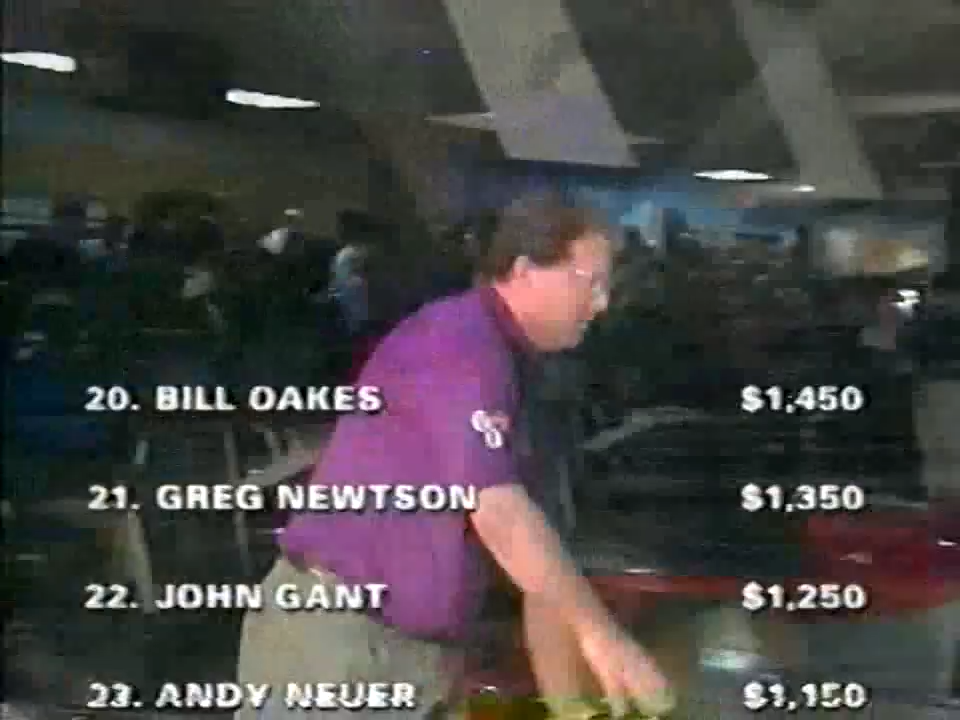 20. BILL OAKES $1,450
21. GREG NEWTSON $1,350
22. JOHN GANT $1,250
23. ANDY NEUER $1,150